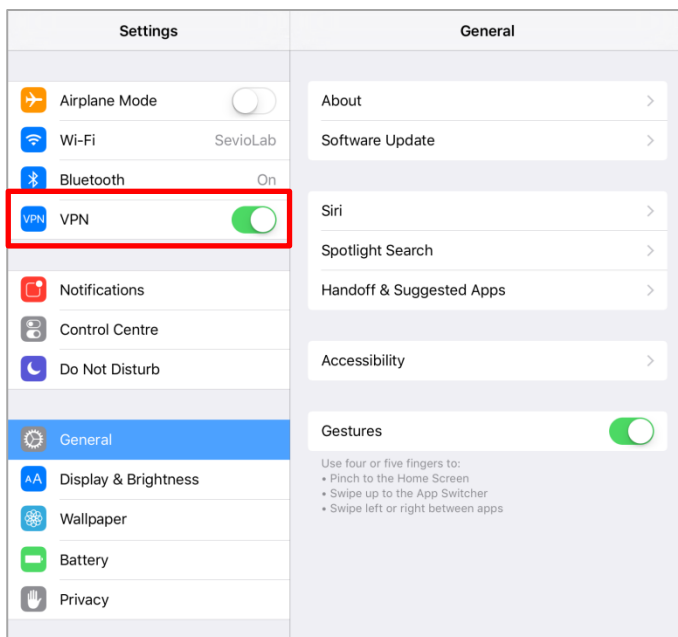 Settings
Airplane Mode
Wi-Fi SevioLab
Bluetooth On
VPN VPN
Notifications
Control Centre
Do Not Disturb
General
AA Display & Brightness
Wallpaper
Battery
Privacy
General
About
Software Update
Siri
Spotlight Search
Handoff & Suggested Apps
Accessibility
Gestures
Use four or five fingers to:
• Pinch to the Home Screen
• Swipe up to the App Switcher
• Swipe left or right between apps